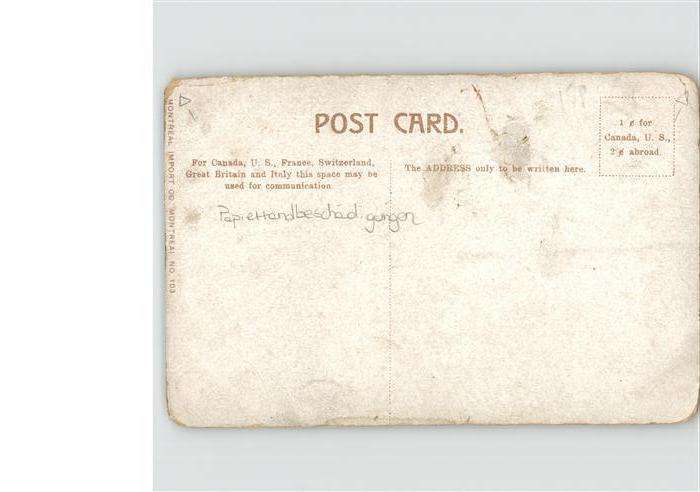 POST CARD.
1 ¢ for
Canada, U. S.,
2 ¢ abroad.
For Canada, U. S., France, Switzerland,
Great Britain and Italy this space may be
used for communication
The ADDRESS only to be written here.
Papierrandbeschädigungen
MONTREAL IMPORT CO. MONTREAL NO. 103